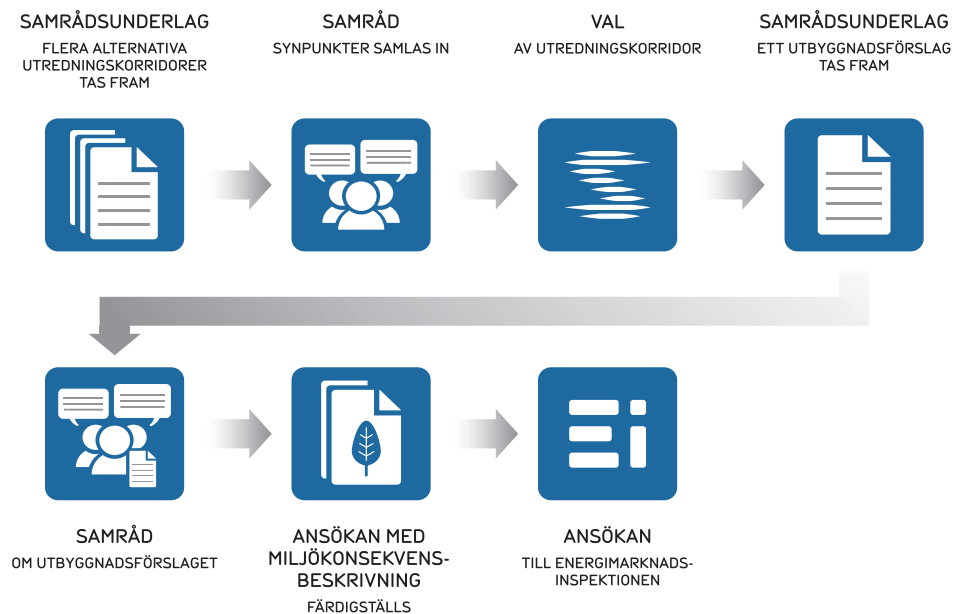 SAMRÅDSUNDERLAG
FLERA ALTERNATIVA
UTREDNINGSKORRIDORER
TAS FRAM
SAMRÅD
SYNPUNKTER SAMLAS IN
VAL
AV UTREDNINGSKORRIDOR
SAMRÅDSUNDERLAG
ETT UTBYGGNADSFÖRSLAG
TAS FRAM
SAMRÅD
OM UTBYGGNADSFÖRSLAGET
ANSÖKAN MED
MILJÖKONSEKVENS-
BESKRIVNING
FÄRDIGSTÄLLS
Ei
ANSÖKAN
TILL ENERGIMARKNADS-
INSPEKTIONEN